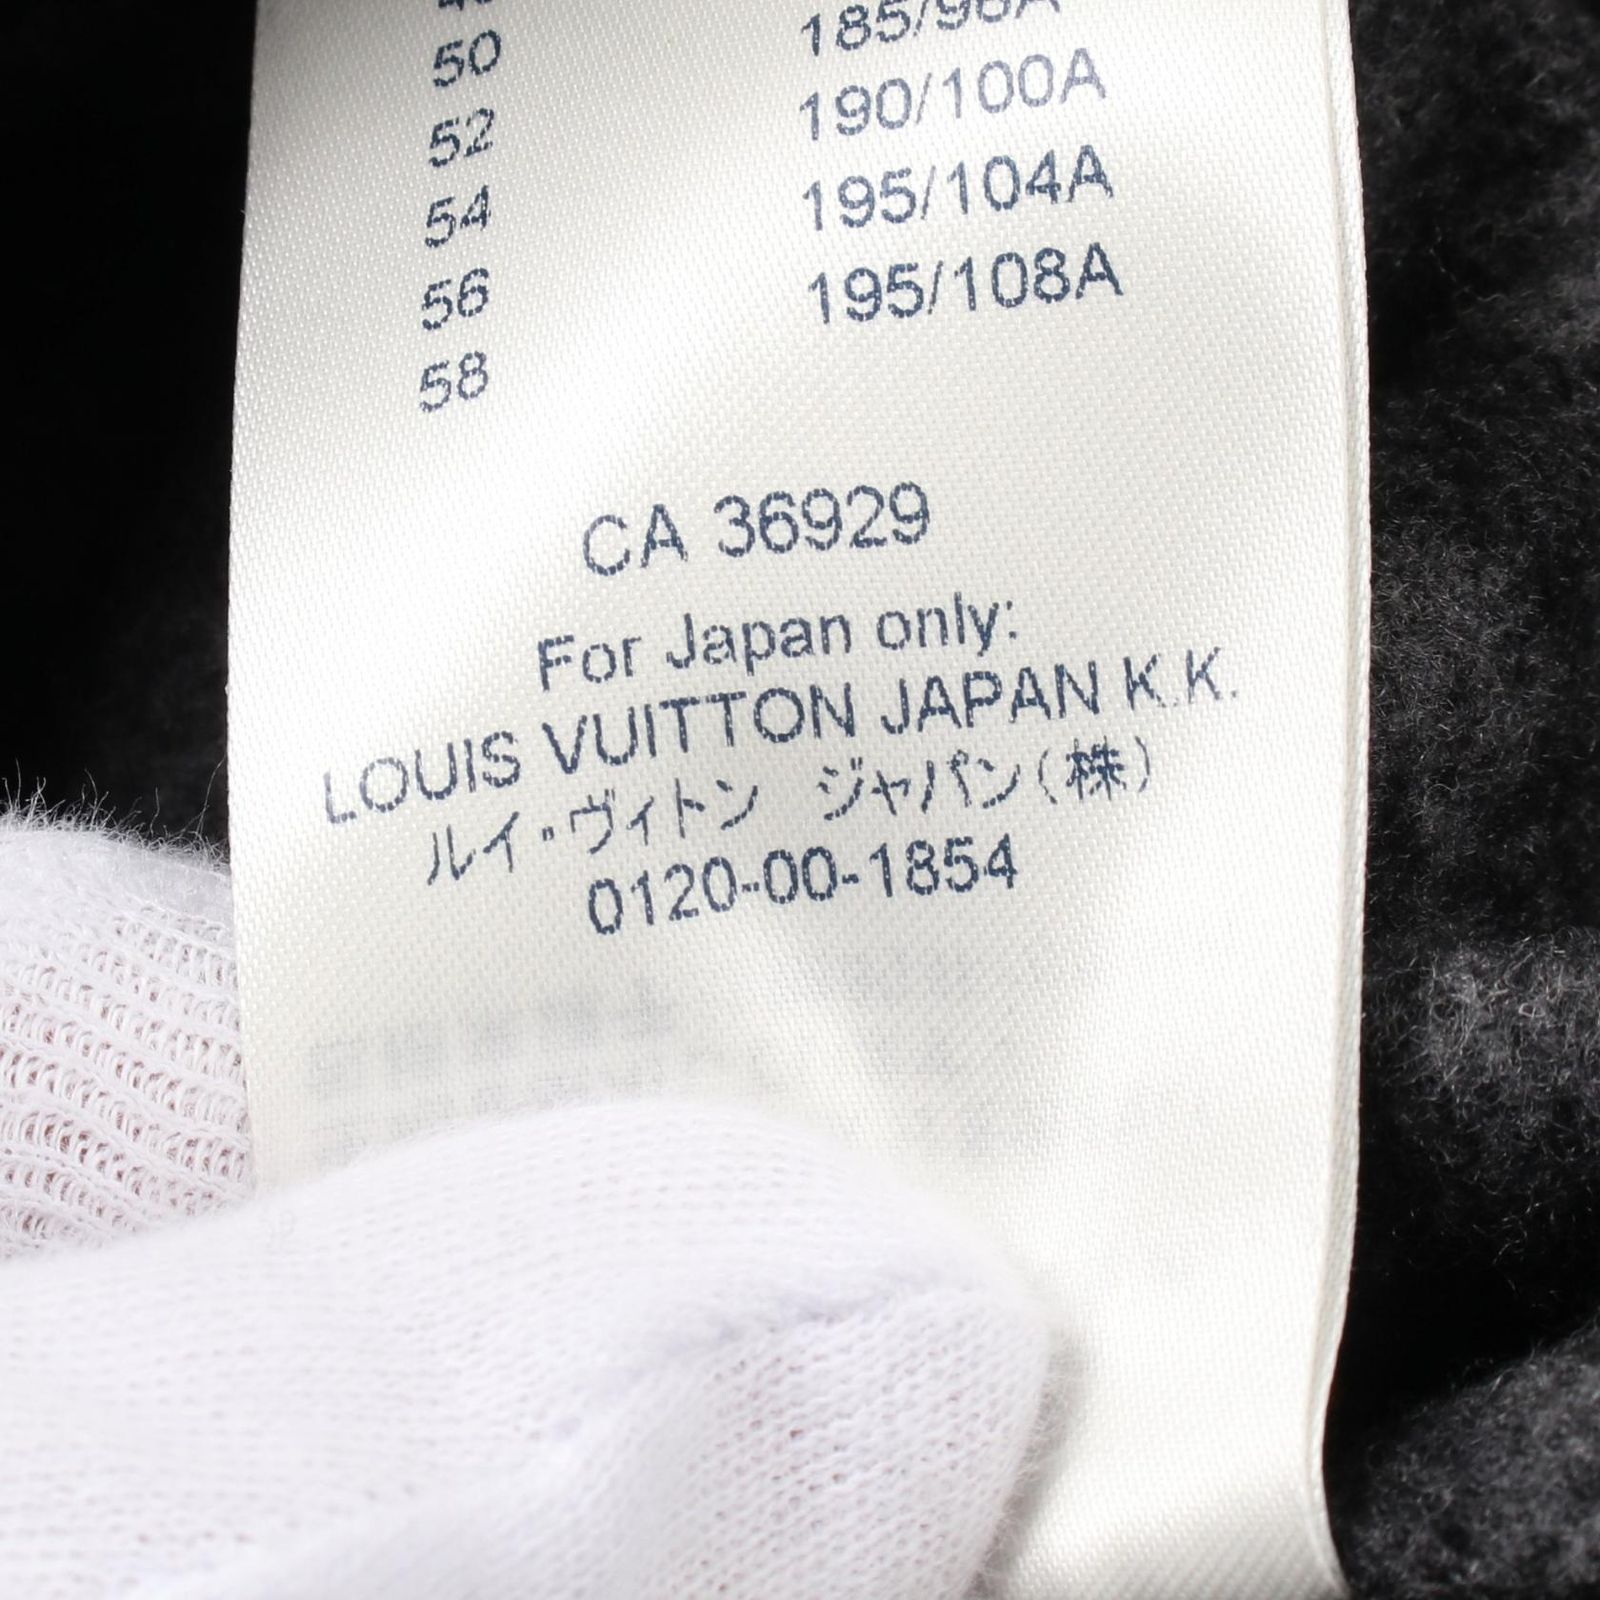 50 185/96A
52 190/100A
54 195/104A
56 195/108A
58
CA 36929
For Japan only:
LOUIS VUITTON JAPAN K.K.
ルイ・ヴィトン ジャパン(株)
0120-00-1854